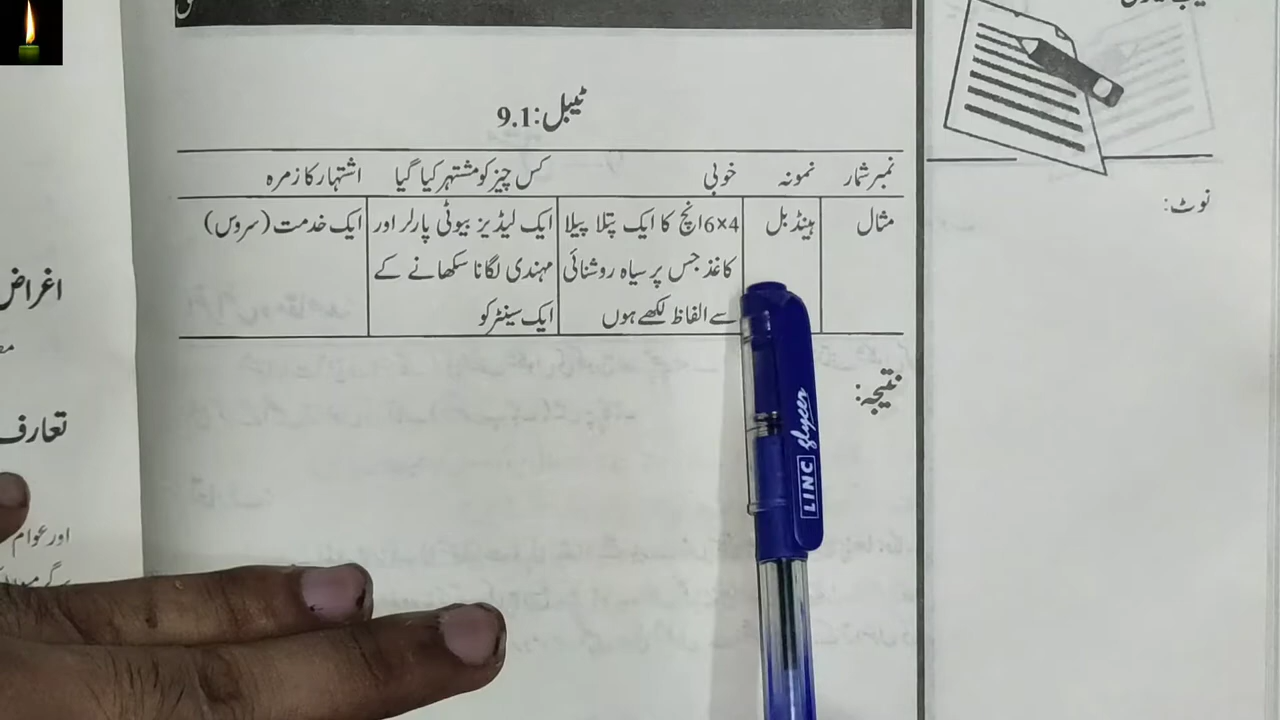 ٹیبل: 9.1
نمبر شمار نمونہ خوبی کس چیز کو مشتہر کیا گیا اشتہار کا زمرہ
مثال ہینڈ بل 6×4 انچ کا ایک پتلا پیلا ایک لیڈیز بیوٹی پارلر اور ایک خدمت (سروس)
کاغذ جس پر سیاہ روشنائی مہندی لگانا سکھانے کے
سے الفاظ لکھے ہوں ایک سینٹر کو
نتیجہ:
نوٹ:
اغراض
تعارف
اور عوام
LINC glycer